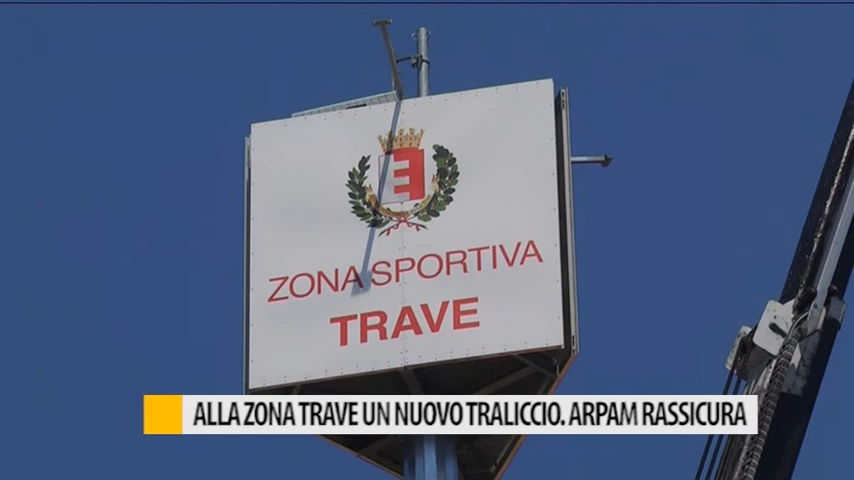 ZONA SPORTIVA
TRAVE
ALLA ZONA TRAVE UN NUOVO TRALICCIO. ARPAM RASSICURA